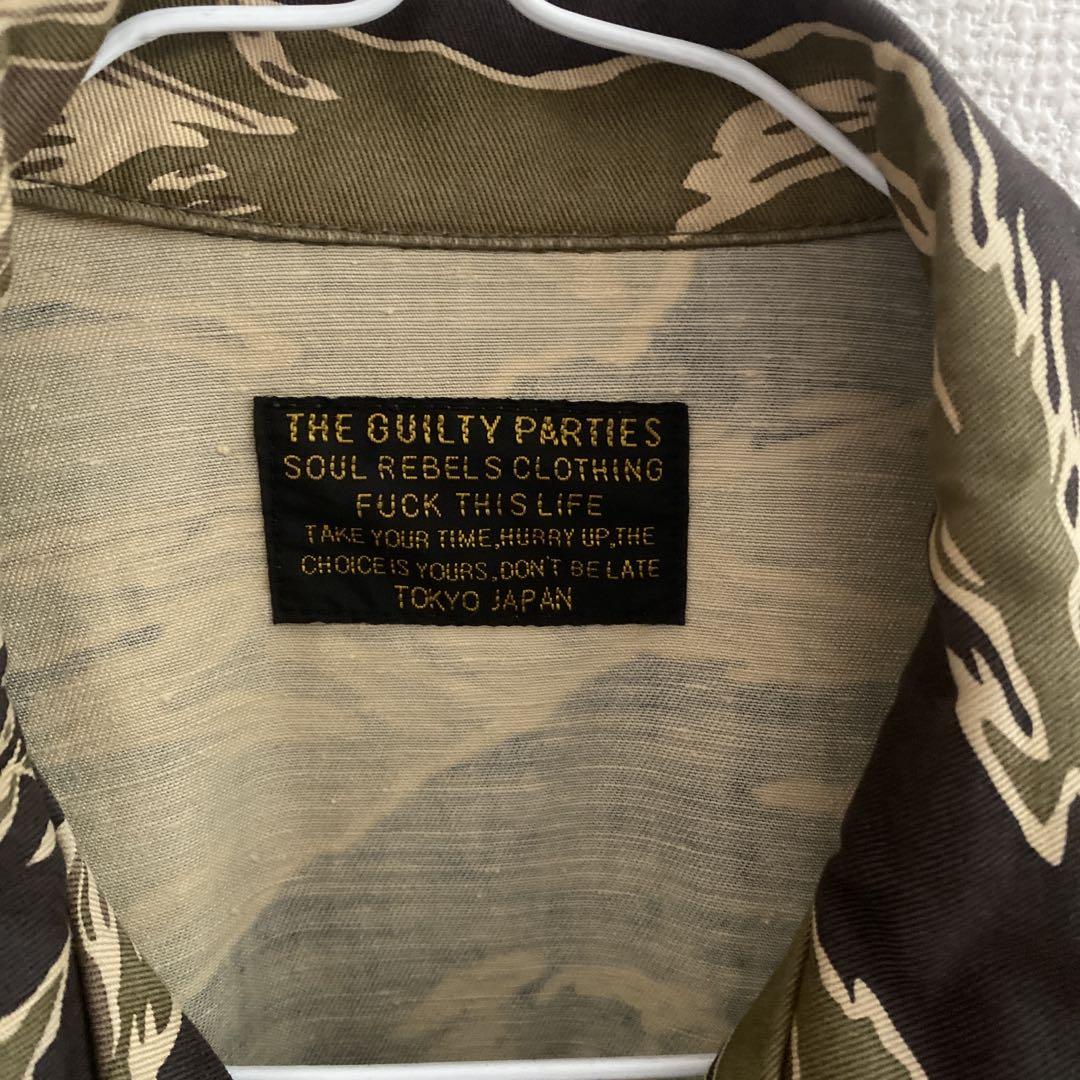 THE GUILTY PARTIES
SOUL REBELS CLOTHING
FUCK THIS LIFE
TAKE YOUR TIME,HURRY UP,THE
CHOICE IS YOURS,DON'T BE LATE
TOKYO JAPAN